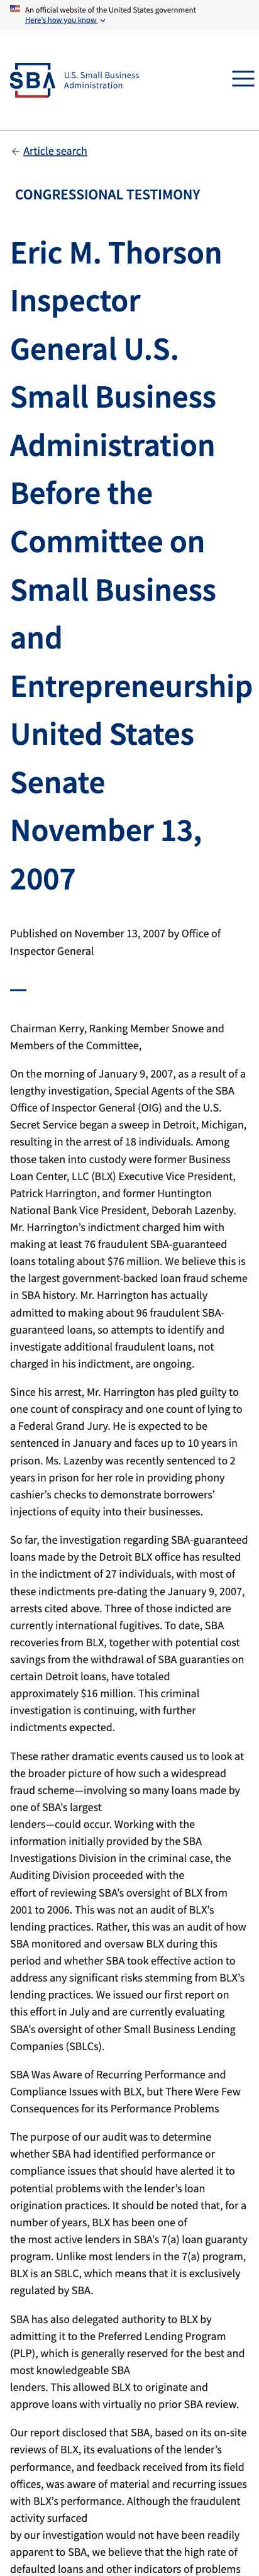 An official website of the United States government
Here's how you know
SBA
U.S. Small Business
Administration
← Article search
CONGRESSIONAL TESTIMONY
Eric M. Thorson
Inspector
General U.S.
Small Business
Administration
Before the
Committee on
Small Business
and
Entrepreneurship
United States
Senate
November 13,
2007
Published on November 13, 2007 by Office of
Inspector General
Chairman Kerry, Ranking Member Snowe and
Members of the Committee,
On the morning of January 9, 2007, as a result of a
lengthy investigation, Special Agents of the SBA
Office of Inspector General (OIG) and the U.S.
Secret Service began a sweep in Detroit, Michigan,
resulting in the arrest of 18 individuals. Among
those taken into custody were former Business
Loan Center, LLC (BLX) Executive Vice President,
Patrick Harrington, and former Huntington
National Bank Vice President, Deborah Lazenby.
Mr. Harrington's indictment charged him with
making at least 76 fraudulent SBA-guaranteed
loans totaling about $76 million. We believe this is
the largest government-backed loan fraud scheme
in SBA history. Mr. Harrington has actually
admitted to making about 96 fraudulent SBA-
guaranteed loans, so attempts to identify and
investigate additional fraudulent loans, not
charged in his indictment, are ongoing.
Since his arrest, Mr. Harrington has pled guilty to
one count of conspiracy and one count of lying to
a Federal Grand Jury. He is expected to be
sentenced in January and faces up to 10 years in
prison. Ms. Lazenby was recently sentenced to 2
years in prison for her role in providing phony
cashier's checks to demonstrate borrowers'
injections of equity into their businesses.
So far, the investigation regarding SBA-guaranteed
loans made by the Detroit BLX office has resulted
in the indictment of 27 individuals, with most of
these indictments pre-dating the January 9, 2007,
arrests cited above. Three of those indicted are
currently international fugitives. To date, SBA
recoveries from BLX, together with potential cost
savings from the withdrawal of SBA guaranties on
certain Detroit loans, have totaled
approximately $16 million. This criminal
investigation is continuing, with further
indictments expected.
These rather dramatic events caused us to look at
the broader picture of how such a widespread
fraud scheme—involving so many loans made by
one of SBA's largest
lenders—could occur. Working with the
information initially provided by the SBA
Investigations Division in the criminal case, the
Auditing Division proceeded with the
effort of reviewing SBA's oversight of BLX from
2001 to 2006. This was not an audit of BLX's
lending practices. Rather, this was an audit of how
SBA monitored and oversaw BLX during this
period and whether SBA took effective action to
address any significant risks stemming from BLX's
lending practices. We issued our first report on
this effort in July and are currently evaluating
SBA's oversight of other Small Business Lending
Companies (SBLCs).
SBA Was Aware of Recurring Performance and
Compliance Issues with BLX, but There Were Few
Consequences for its Performance Problems
The purpose of our audit was to determine
whether SBA had identified performance or
compliance issues that should have alerted it to
potential problems with the lender's loan
origination practices. It should be noted that, for a
number of years, BLX has been one of
the most active lenders in SBA's 7(a) loan guaranty
program. Unlike most lenders in the 7(a) program,
BLX is an SBLC, which means that it is exclusively
regulated by SBA.
SBA has also delegated authority to BLX by
admitting it to the Preferred Lending Program
(PLP), which is generally reserved for the best and
most knowledgeable SBA
lenders. This allowed BLX to originate and
approve loans with virtually no prior SBA review.
Our report disclosed that SBA, based on its on-site
reviews of BLX, its evaluations of the lender's
performance, and feedback received from its field
offices, was aware of material and recurring issues
with BLX's performance. Although the fraudulent
activity surfaced
by our investigation would not have been readily
apparent to SBA, we believe that the high rate of
defaulted loans and other indicators of problems